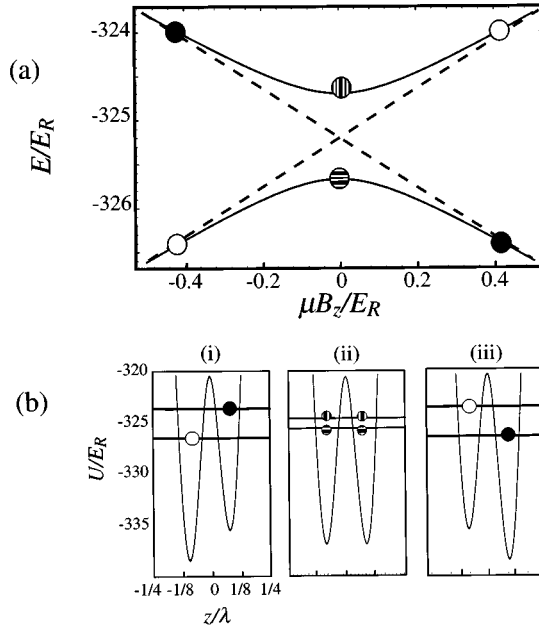 (a)
E/E_R
-324
-325
-326
-0.4 -0.2 0 0.2 0.4
μB_z/E_R
(b)
(i) (ii) (iii)
U/E_R
-320
-325
-330
-335
-340
-1/4 -1/8 0 1/8 1/4
z/λ